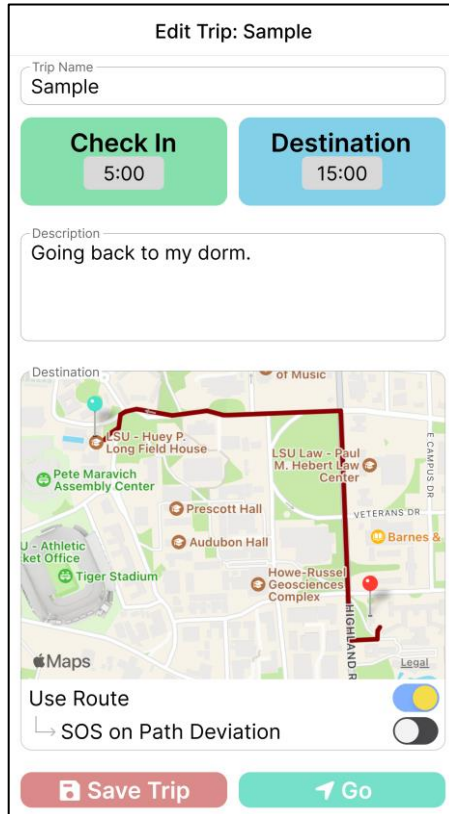 Edit Trip: Sample
Trip Name
Sample
Check In
5:00
Destination
15:00
Description
Going back to my dorm.
Destination
of Music
LSU - Huey P.
Long Field House
LSU Law - Paul
M. Hebert Law
Center
E CAMPUS DR
Pete Maravich
Assembly Center
Prescott Hall
VETERANS DR
U - Athletic
ket Office
Audubon Hall
Barnes &
Tiger Stadium
Howe-Russel
Geosciences
Complex
HIGHLAND R
Maps
Legal
Use Route
SOS on Path Deviation
Save Trip
Go